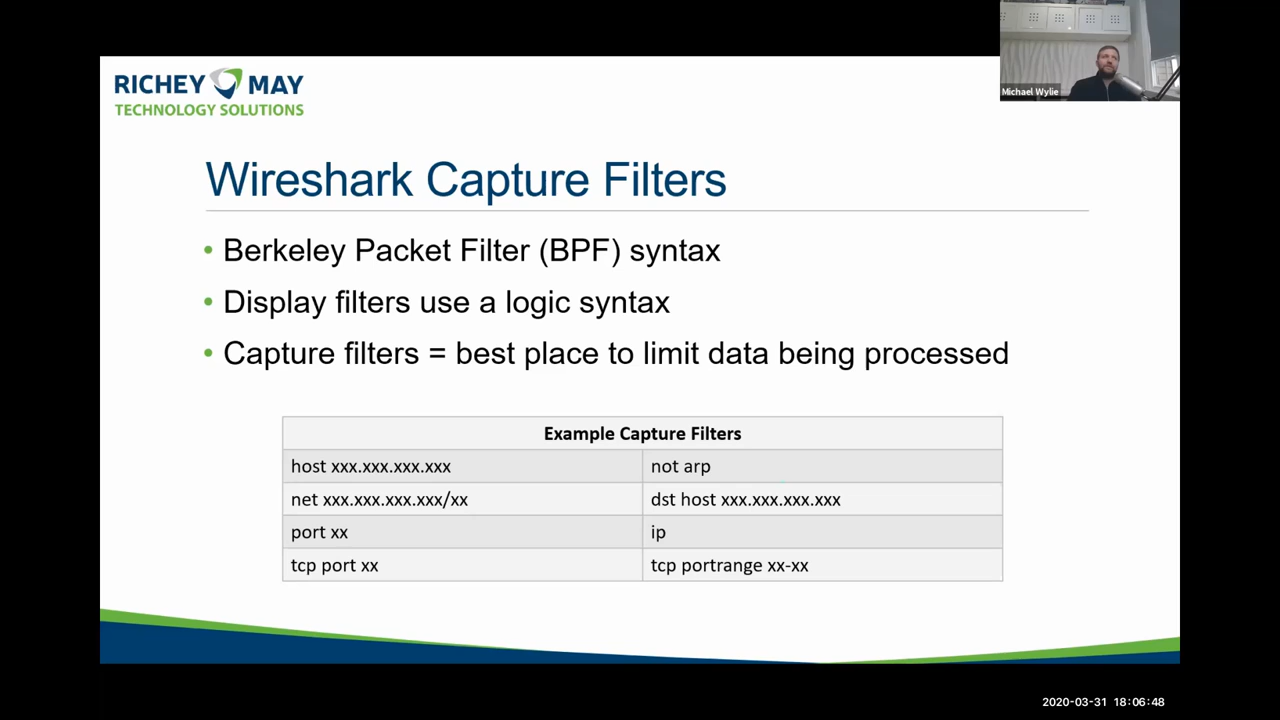 RICHEY MAY
TECHNOLOGY SOLUTIONS
Michael Wylie
Wireshark Capture Filters
• Berkeley Packet Filter (BPF) syntax
• Display filters use a logic syntax
• Capture filters = best place to limit data being processed
Example Capture Filters
host xxx.xxx.xxx.xxx not arp
net xxx.xxx.xxx.xxx/xx dst host xxx.xxx.xxx.xxx
port xx ip
tcp port xx tcp portrange xx-xx
2020-03-31 18:06:48